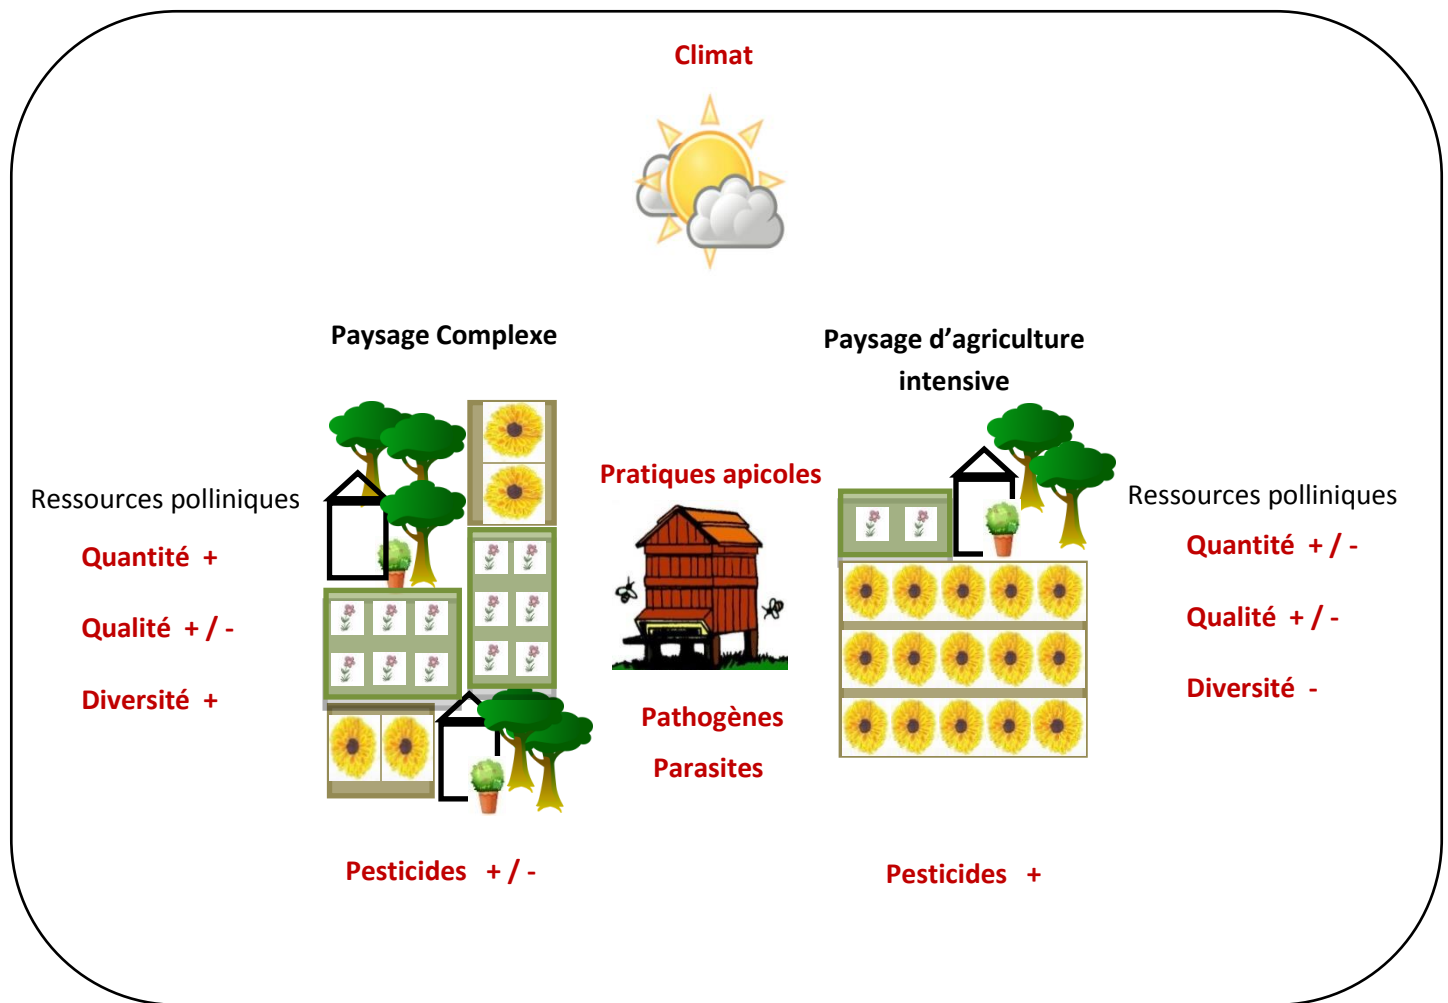 Climat
Paysage Complexe
Paysage d’agriculture
intensive
Ressources polliniques
Quantité +
Qualité + / -
Diversité +
Pratiques apicoles
Pathogènes
Parasites
Ressources polliniques
Quantité + / -
Qualité + / -
Diversité -
Pesticides + / -
Pesticides +